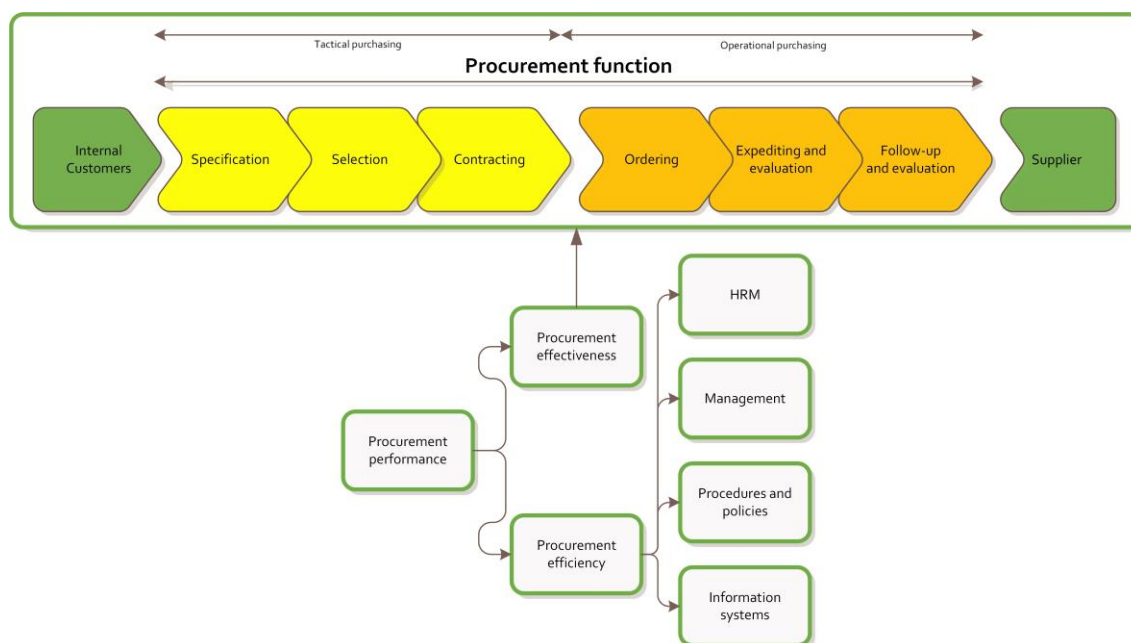 Tactical purchasing
Operational purchasing
Procurement function
Internal
Customers
Specification
Selection
Contracting
Ordering
Expediting and
evaluation
Follow-up
and evaluation
Supplier
HRM
Procurement
effectiveness
Management
Procurement
performance
Procedures and
policies
Procurement
efficiency
Information
systems